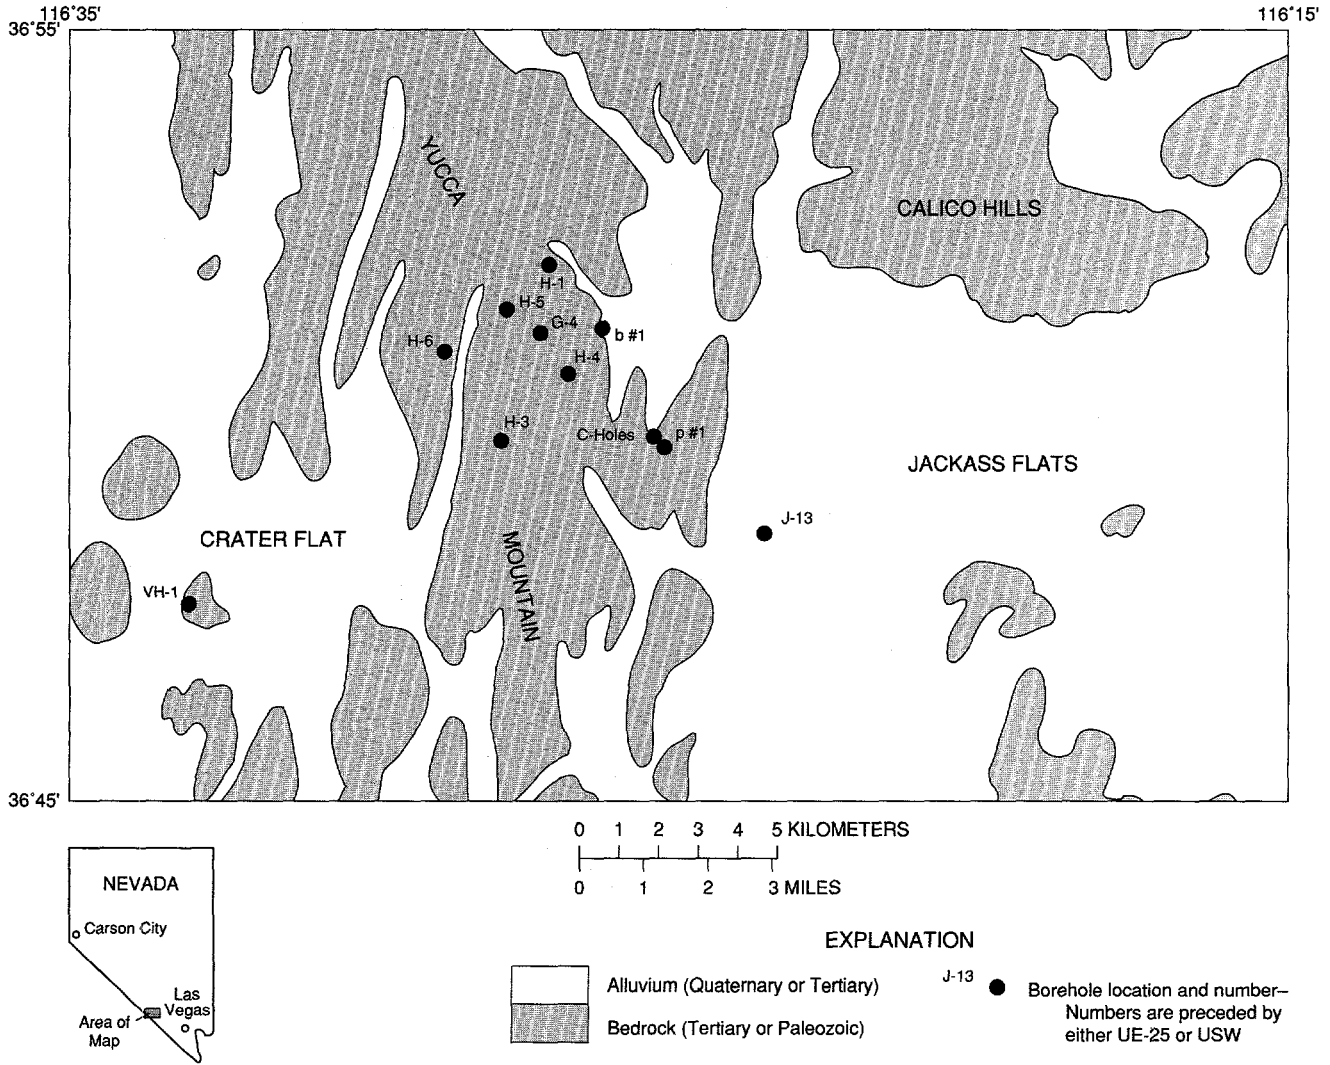 116°35'
116°15'
36°55'
YUCCA
CALICO HILLS
H-1
H-5
G-4
b #1
H-6
H-4
H-3
C-Holes
p #1
JACKASS FLATS
J-13
CRATER FLAT
MOUNTAIN
VH-1
36°45'
0 1 2 3 4 5 KILOMETERS
0 1 2 3 MILES
NEVADA
Carson City
Las
Vegas
Area of
Map
EXPLANATION
Alluvium (Quaternary or Tertiary)
Bedrock (Tertiary or Paleozoic)
J-13
Borehole location and number–
Numbers are preceded by
either UE-25 or USW